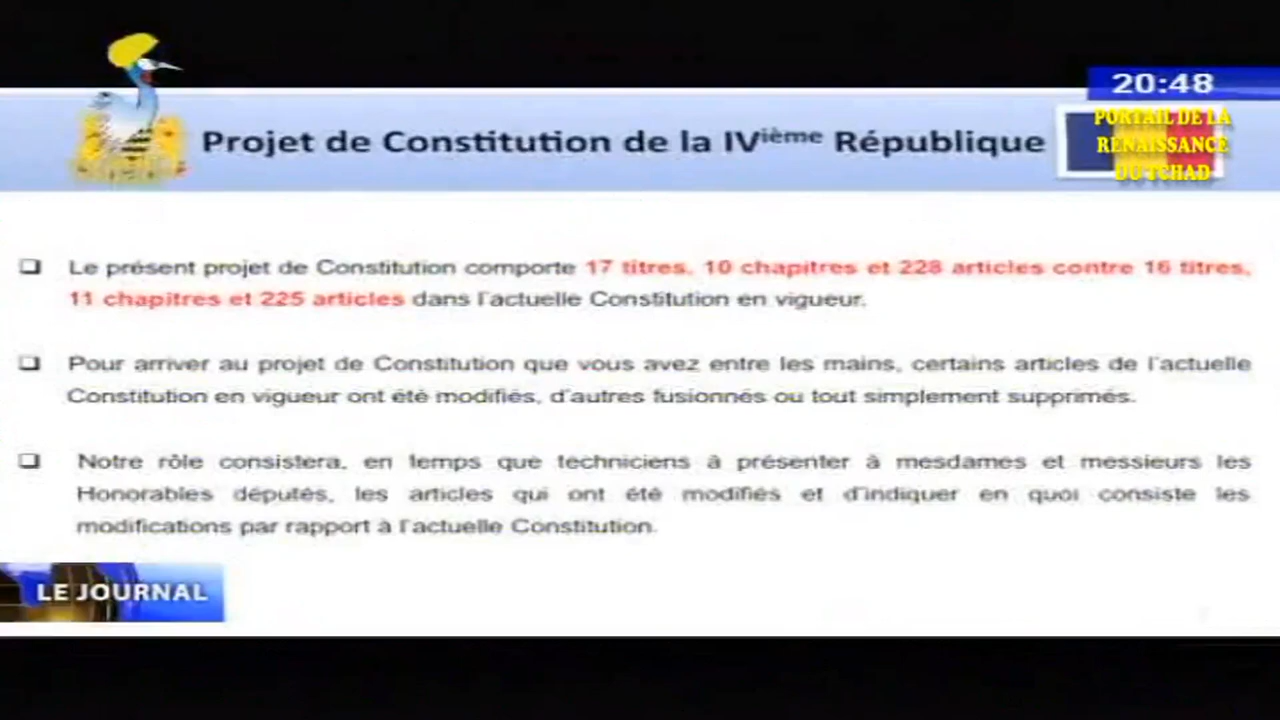 20:48
Projet de Constitution de la IVième République
PORTAIL DE LA
RENAISSANCE
DU TCHAD
❑ Le présent projet de Constitution comporte 17 titres, 10 chapitres et 228 articles contre 16 titres,
11 chapitres et 225 articles dans l'actuelle Constitution en vigueur.
❑ Pour arriver au projet de Constitution que vous avez entre les mains, certains articles de l'actuelle
Constitution en vigueur ont été modifiés, d'autres fusionnés ou tout simplement supprimés.
❑ Notre rôle consistera, en temps que techniciens à présenter à mesdames et messieurs les
Honorables députés, les articles qui ont été modifiés et d'indiquer en quoi consiste les
modifications par rapport à l'actuelle Constitution.
LE JOURNAL